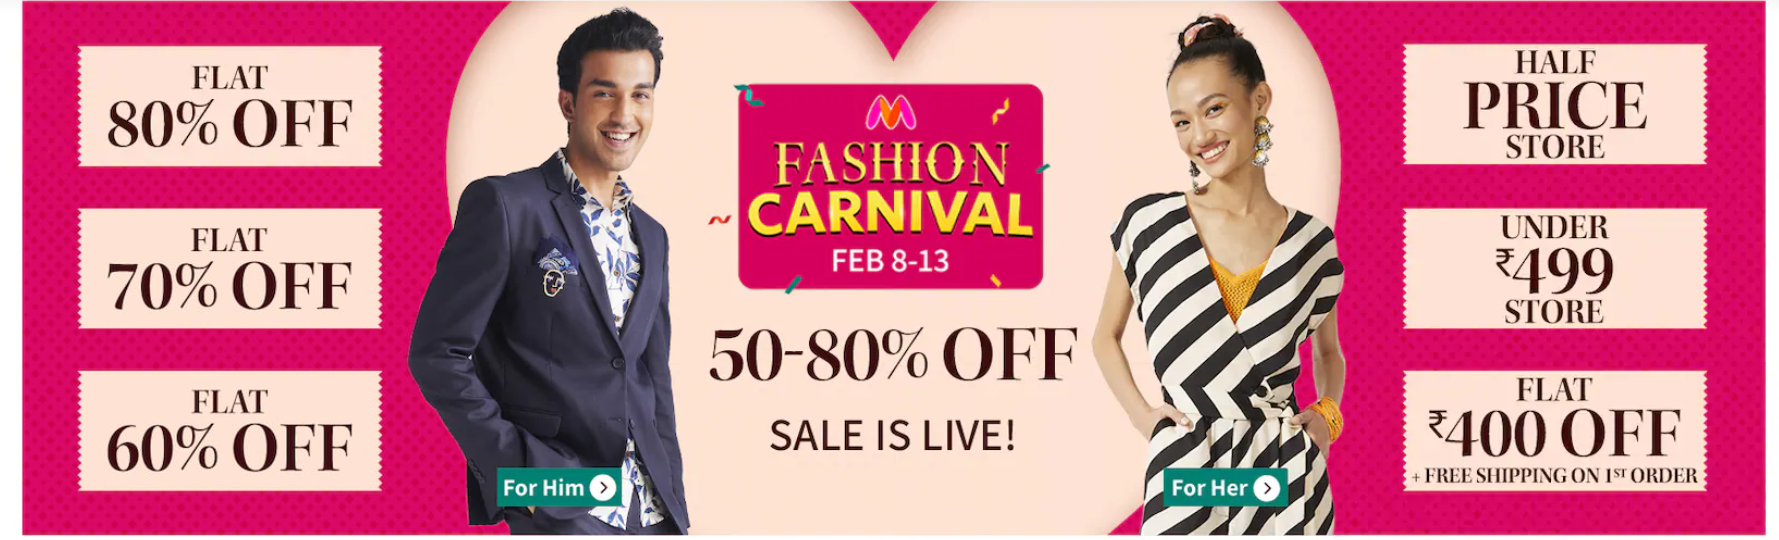 FLAT
80% OFF
FLAT
70% OFF
FLAT
60% OFF
FASHION
CARNIVAL
FEB 8-13
50-80% OFF
SALE IS LIVE!
For Him
For Her
HALF
PRICE
STORE
UNDER
₹499
STORE
FLAT
₹400 OFF
+ FREE SHIPPING ON 1ST ORDER